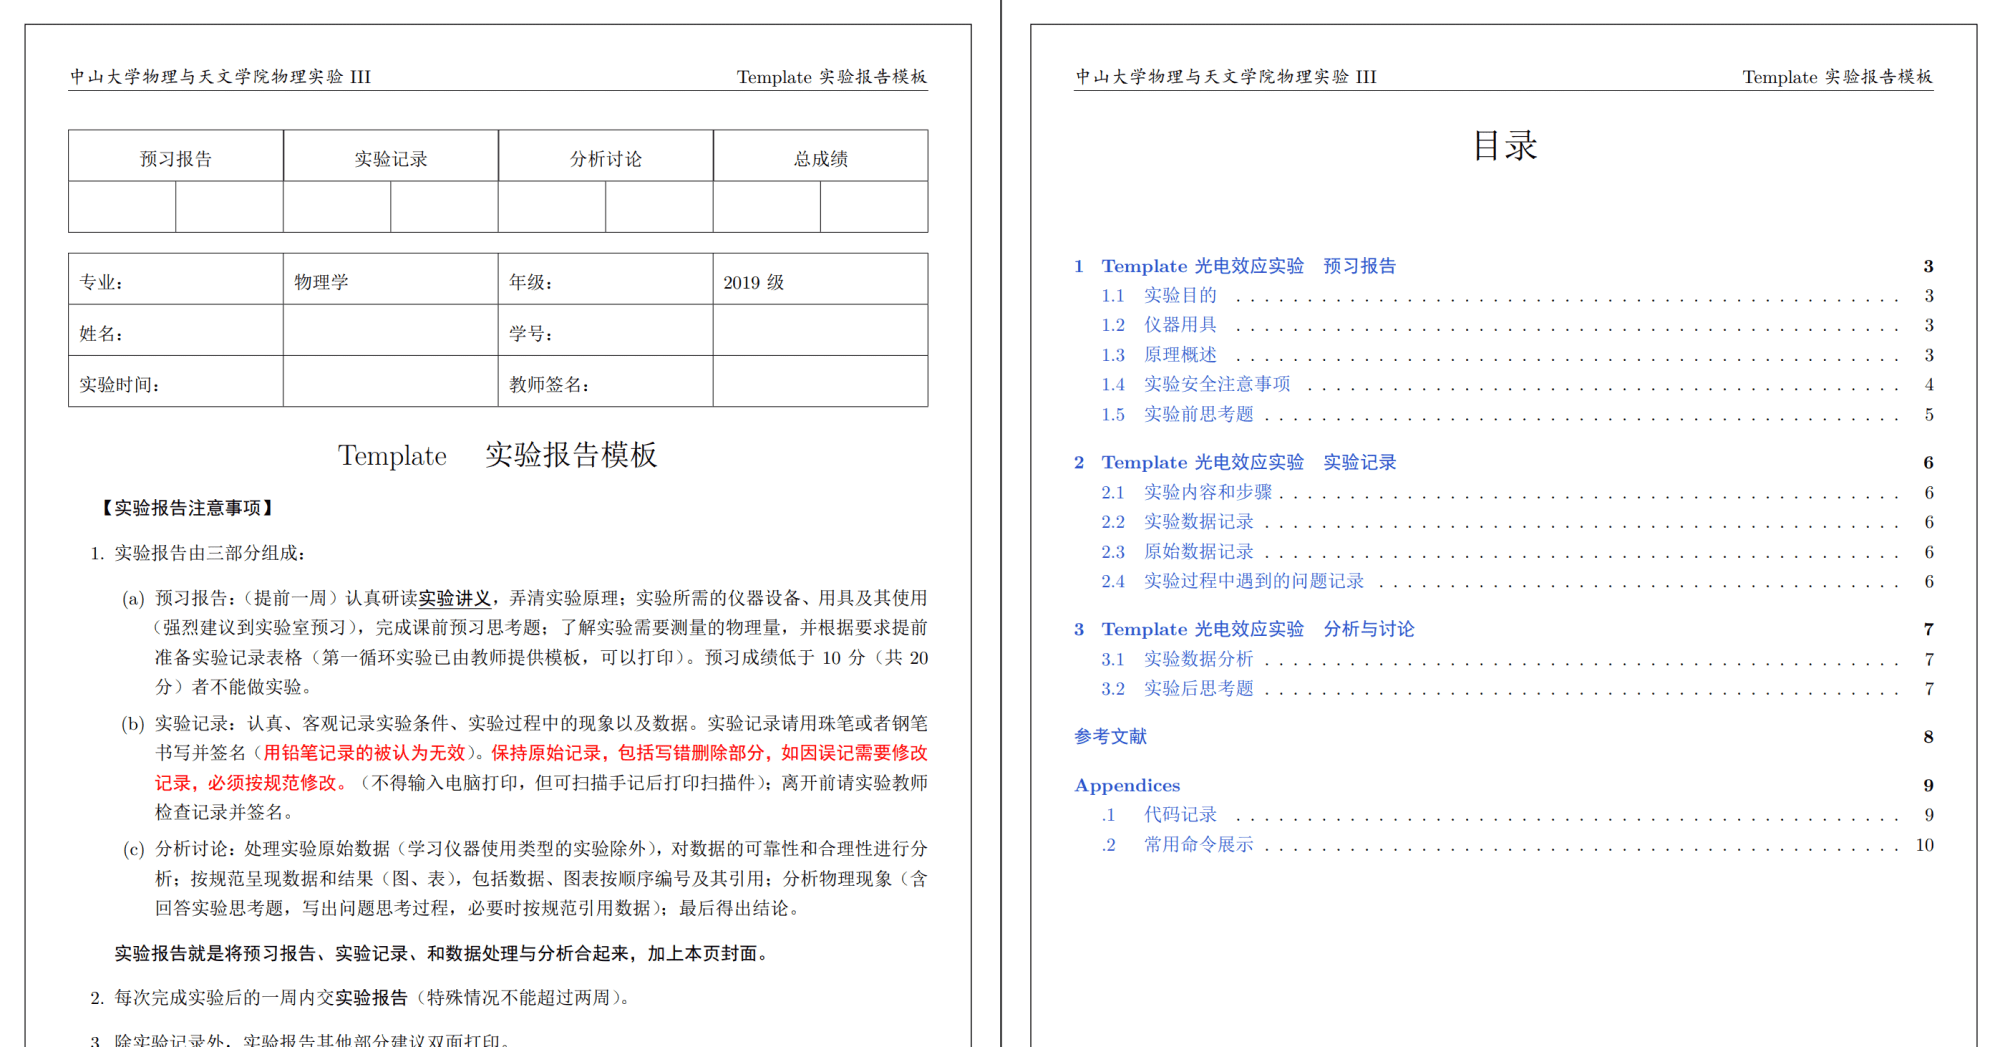 中山大学物理与天文学院物理实验 III
Template 实验报告模板
预习报告 实验记录 分析讨论 总成绩
专业： 物理学 年级： 2019 级
姓名： 学号：
实验时间： 教师签名：
Template 实验报告模板
【实验报告注意事项】
1. 实验报告由三部分组成：
(a) 预习报告：（提前一周）认真研读实验讲义，弄清实验原理；实验所需的仪器设备、用具及其使用
（强烈建议到实验室预习），完成课前预习思考题；了解实验需要测量的物理量，并根据要求提前
准备实验记录表格（第一循环实验已由教师提供模板，可以打印）。预习成绩低于 10 分（共 20
分）者不能做实验。
(b) 实验记录：认真、客观记录实验条件、实验过程中的现象以及数据。实验记录请用珠笔或者钢笔
书写并签名（用铅笔记录的被认为无效）。保持原始记录，包括写错删除部分，如因误记需要修改
记录，必须按规范修改。（不得输入电脑打印，但可扫描手记后打印扫描件）；离开前请实验教师
检查记录并签名。
(c) 分析讨论：处理实验原始数据（学习仪器使用类型的实验除外），对数据的可靠性和合理性进行分
析；按规范呈现数据和结果（图、表），包括数据、图表按顺序编号及其引用；分析物理现象（含
回答实验思考题，写出问题思考过程，必要时按规范引用数据）；最后得出结论。
实验报告就是将预习报告、实验记录、和数据处理与分析合起来，加上本页封面。
2. 每次完成实验后的一周内交实验报告（特殊情况不能超过两周）。
3. 除实验记录外，实验报告其他部分建议双面打印。
中山大学物理与天文学院物理实验 III
Template 实验报告模板
目录
1 Template 光电效应实验 预习报告 3
1.1 实验目的 . . . . . . . . . . . . . . . . . . . . 3
1.2 仪器用具 . . . . . . . . . . . . . . . . . . . . 3
1.3 原理概述 . . . . . . . . . . . . . . . . . . . . 3
1.4 实验安全注意事项 . . . . . . . . . . . . . . . . . . . . 4
1.5 实验前思考题 . . . . . . . . . . . . . . . . . . . . 5
2 Template 光电效应实验 实验记录 6
2.1 实验内容和步骤 . . . . . . . . . . . . . . . . . . . . 6
2.2 实验数据记录 . . . . . . . . . . . . . . . . . . . . 6
2.3 原始数据记录 . . . . . . . . . . . . . . . . . . . . 6
2.4 实验过程中遇到的问题记录 . . . . . . . . . . . . . . . . . . . . 6
3 Template 光电效应实验 分析与讨论 7
3.1 实验数据分析 . . . . . . . . . . . . . . . . . . . . 7
3.2 实验后思考题 . . . . . . . . . . . . . . . . . . . . 7
参考文献 8
Appendices 9
.1 代码记录 . . . . . . . . . . . . . . . . . . . . 9
.2 常用命令展示 . . . . . . . . . . . . . . . . . . . . 10